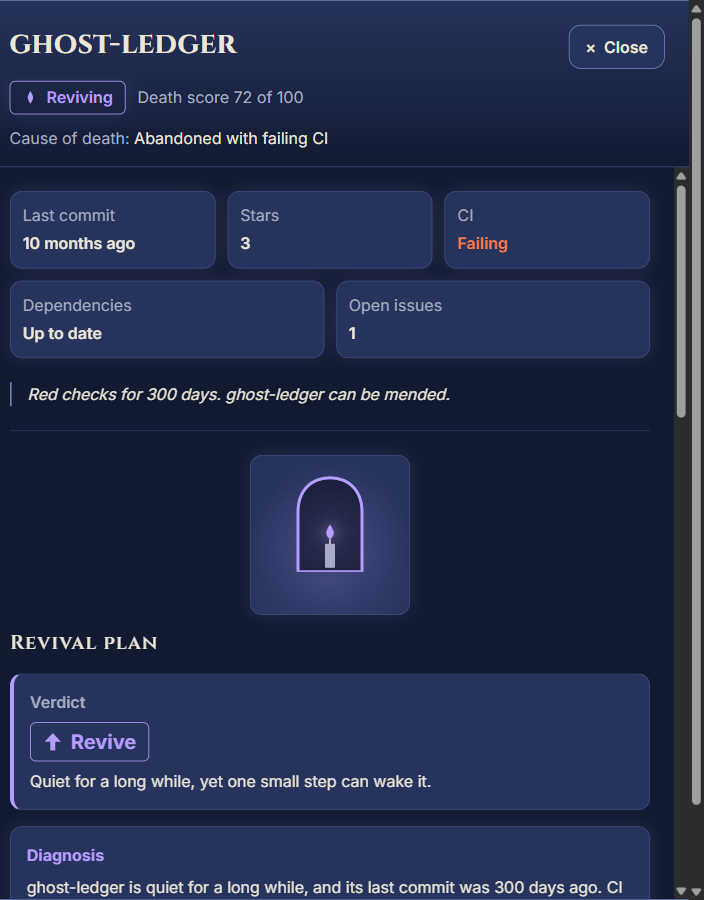 GHOST-LEDGER
× Close
Reviving
Death score 72 of 100
Cause of death: Abandoned with failing CI
Last commit
10 months ago
Stars
3
CI
Failing
Dependencies
Up to date
Open issues
1
Red checks for 300 days. ghost-ledger can be mended.
Revival plan
Verdict
Revive
Quiet for a long while, yet one small step can wake it.
Diagnosis
ghost-ledger is quiet for a long while, and its last commit was 300 days ago. CI